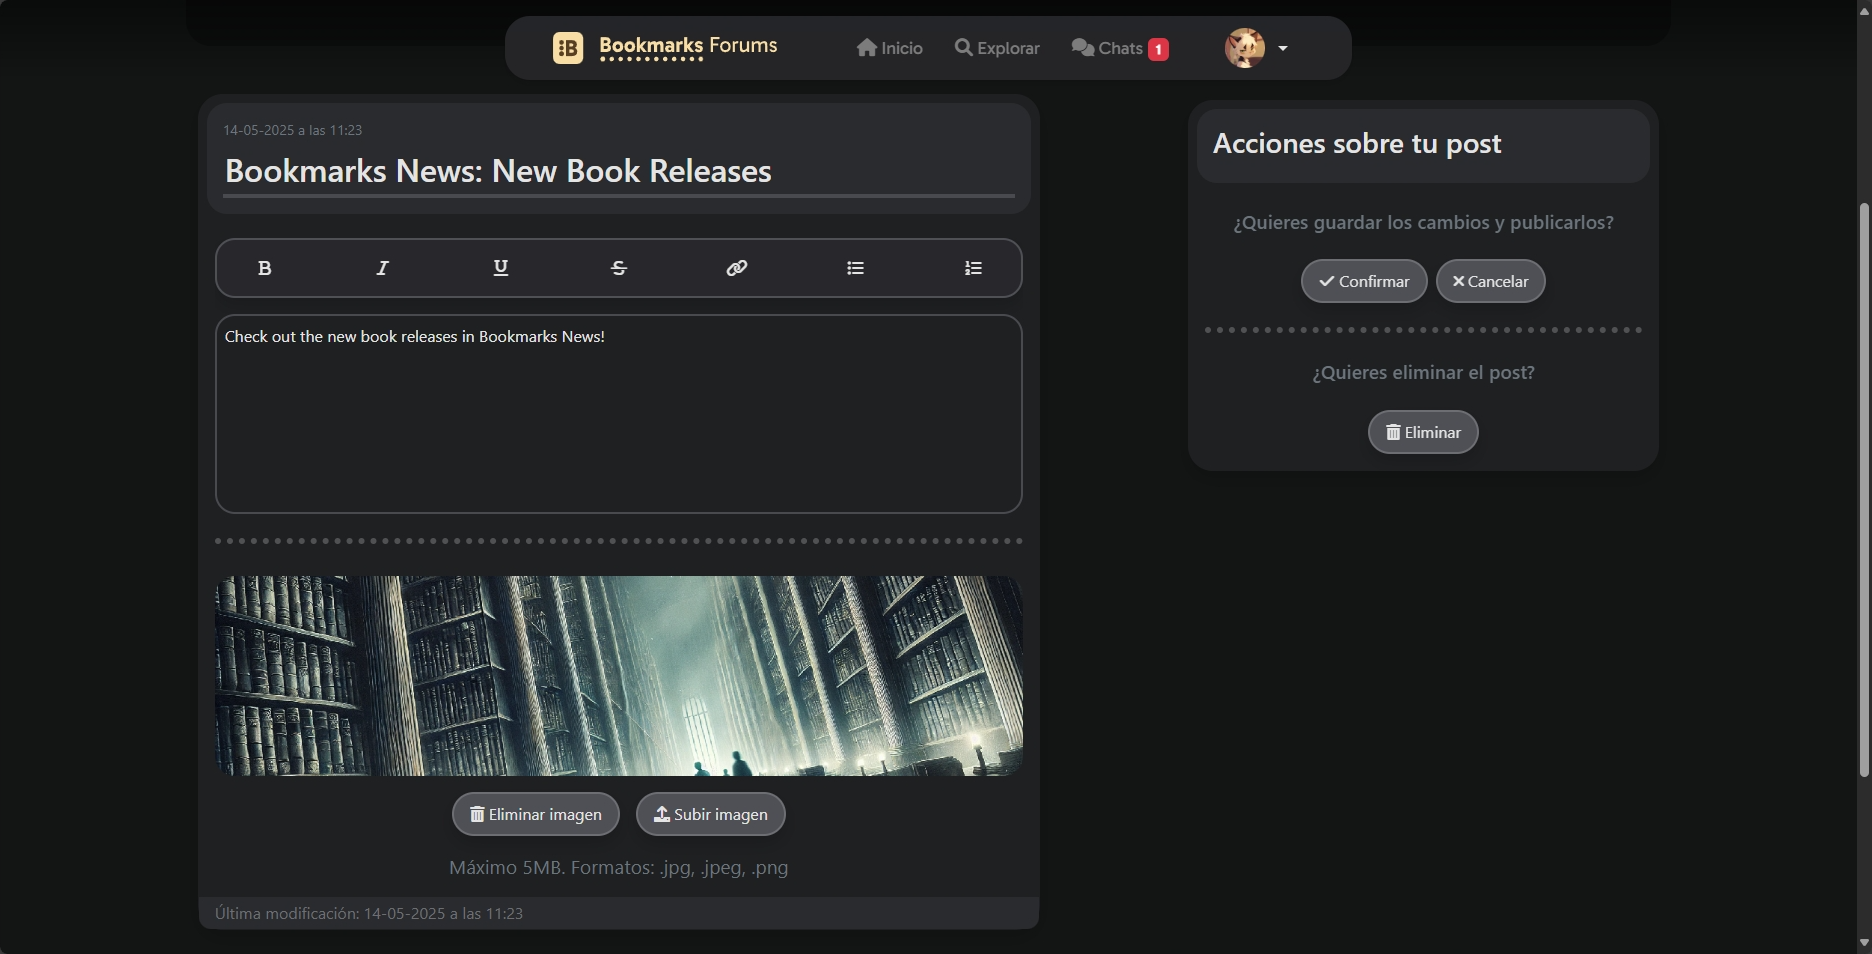 Bookmarks Forums
Inicio
Explorar
Chats 1
14-05-2025 a las 11:23
Bookmarks News: New Book Releases
B I U S
Check out the new book releases in Bookmarks News!
Eliminar imagen
Subir imagen
Máximo 5MB. Formatos: .jpg, .jpeg, .png
Última modificación: 14-05-2025 a las 11:23
Acciones sobre tu post
¿Quieres guardar los cambios y publicarlos?
Confirmar
Cancelar
¿Quieres eliminar el post?
Eliminar